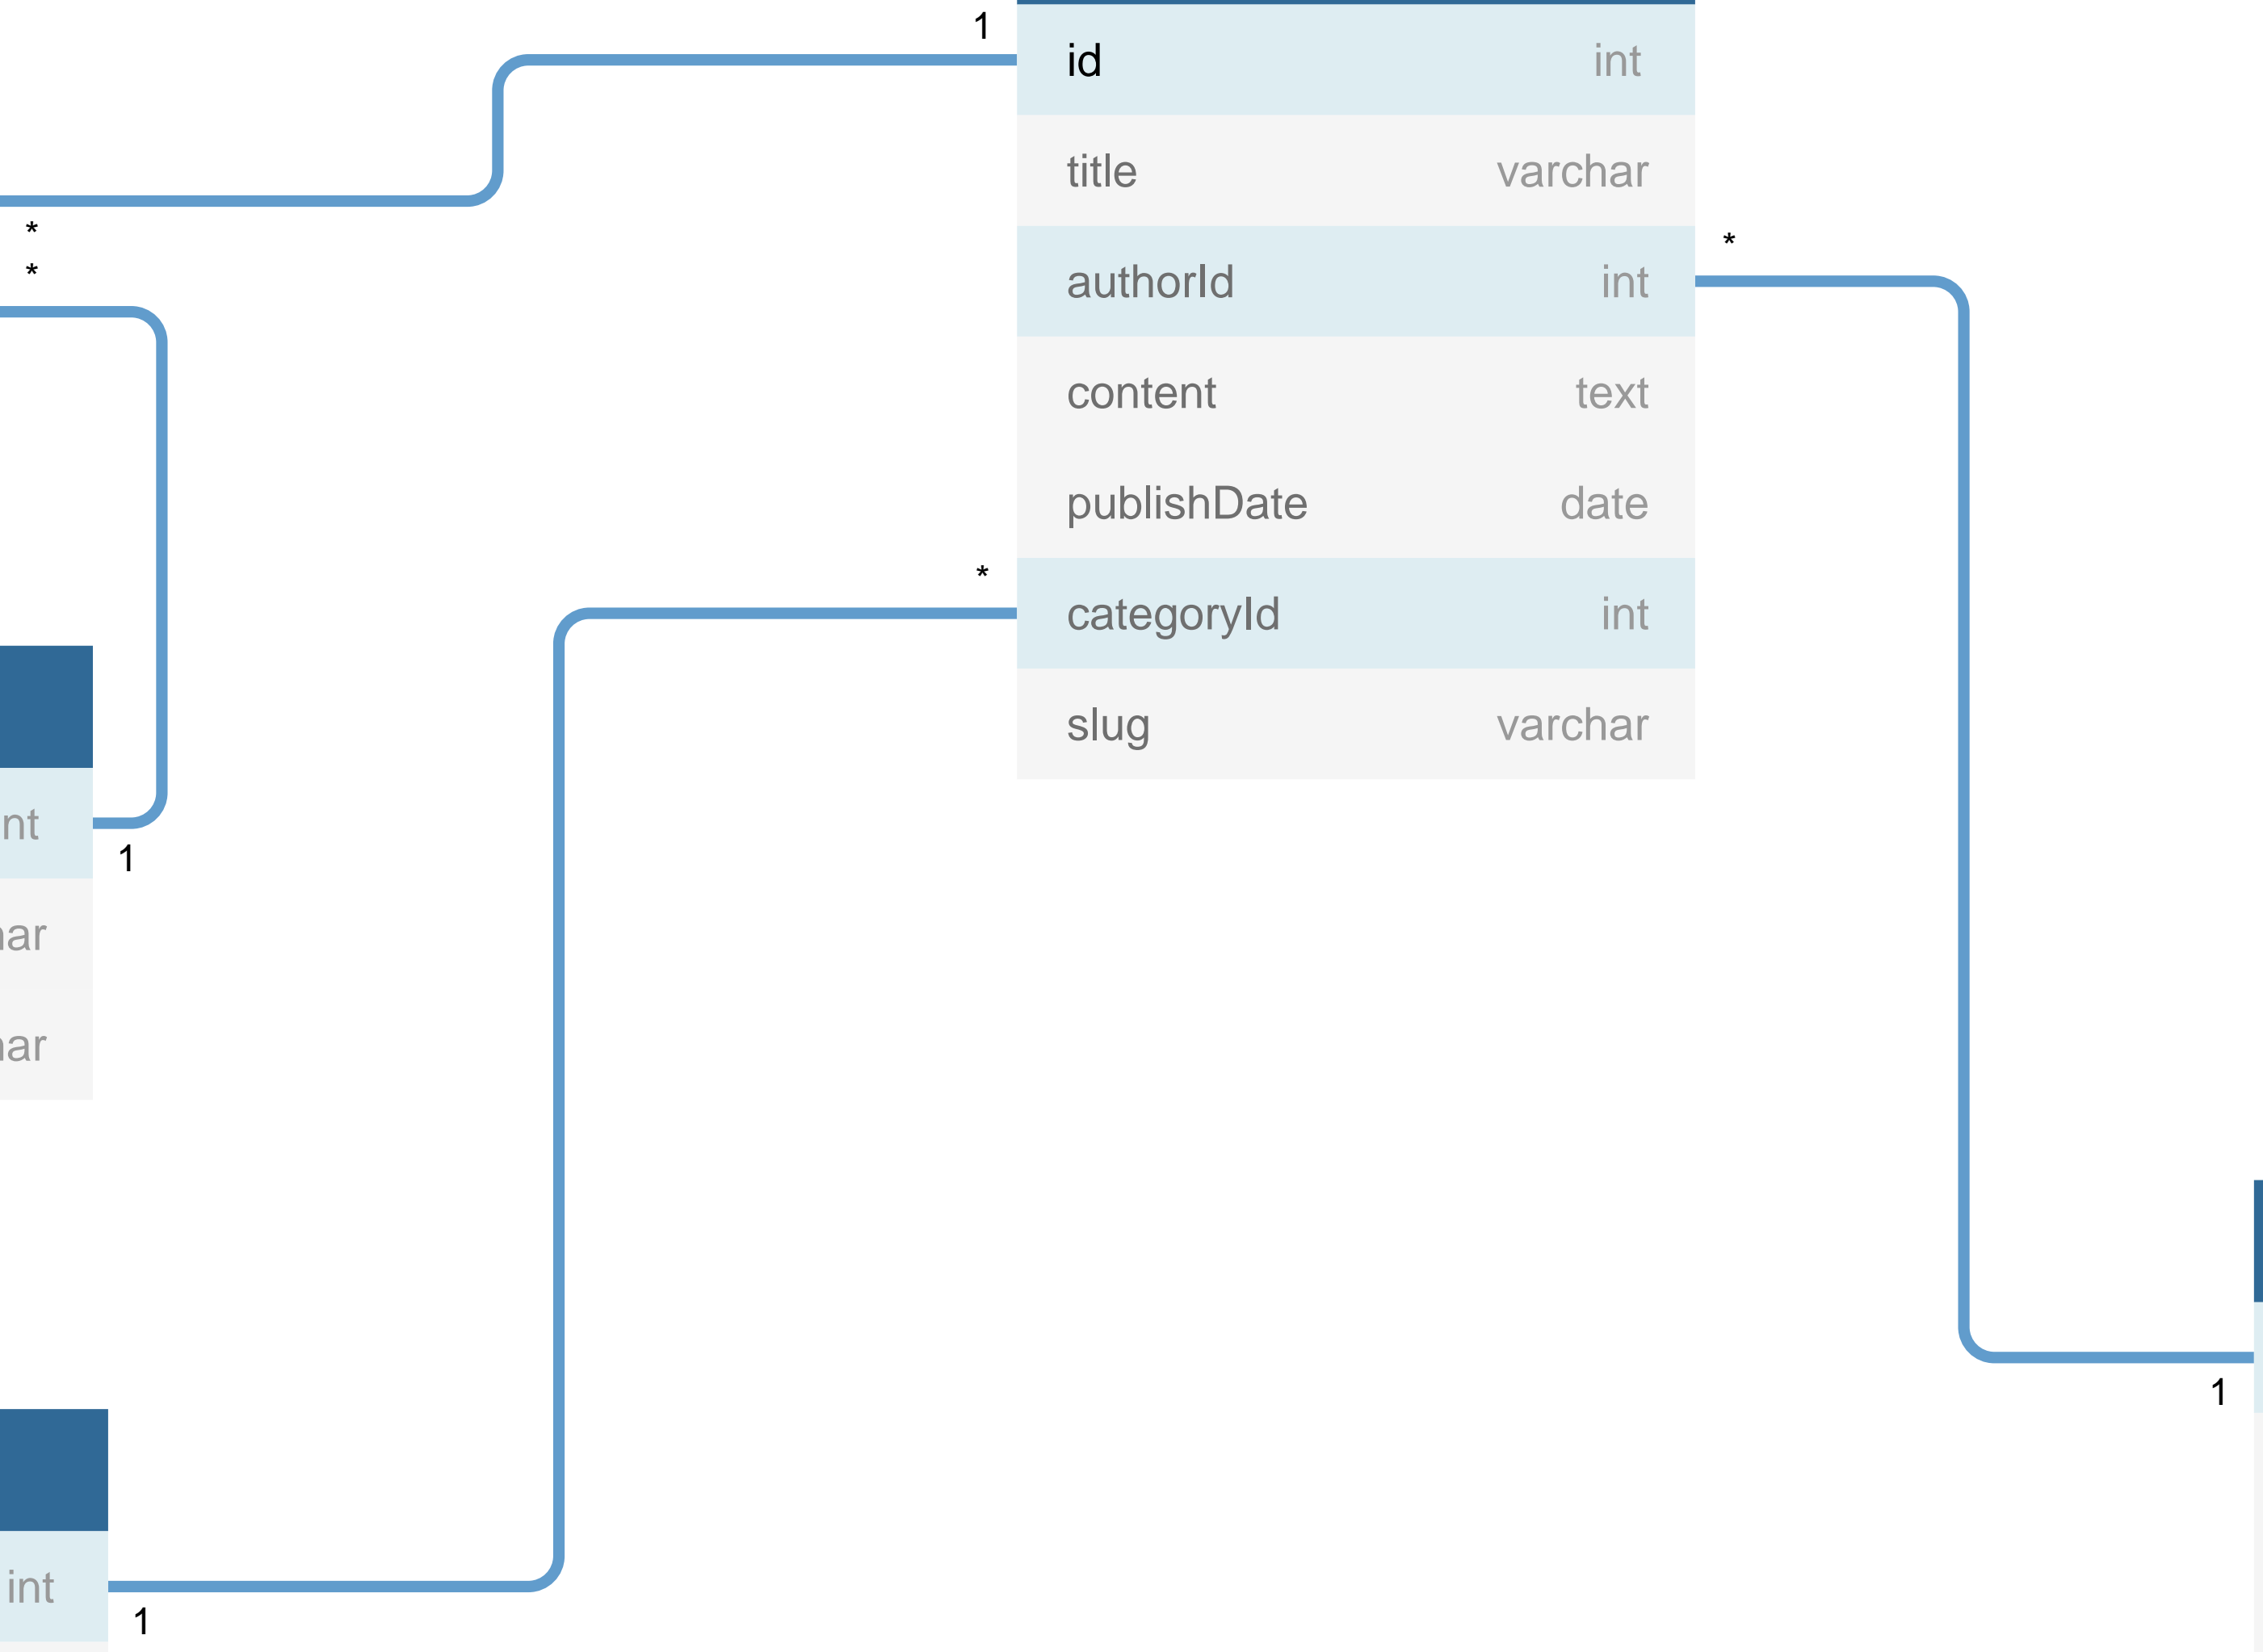 1
id int
title varchar
*
*
authorId int
*
content text
publishDate date
*
categoryId int
slug varchar
1
1
int
1